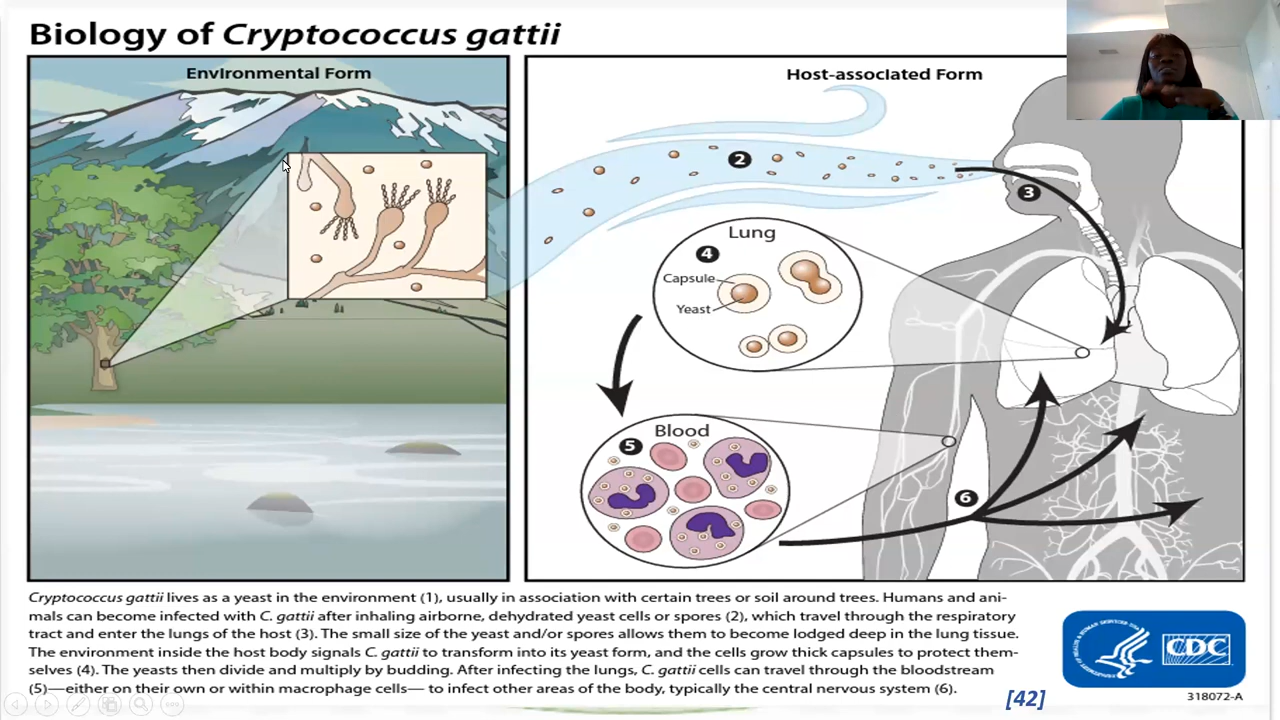 Biology of Cryptococcus gattii
Environmental Form
Host-associated Form
2
3
Lung
4
Capsule
Yeast
5
Blood
6
Cryptococcus gattii lives as a yeast in the environment (1), usually in association with certain trees or soil around trees. Humans and ani-
mals can become infected with C. gattii after inhaling airborne, dehydrated yeast cells or spores (2), which travel through the respiratory
tract and enter the lungs of the host (3). The small size of the yeast and/or spores allows them to become lodged deep in the lung tissue.
The environment inside the host body signals C. gattii to transform into its yeast form, and the cells grow thick capsules to protect them-
selves (4). The yeasts then divide and multiply by budding. After infecting the lungs, C. gattii cells can travel through the bloodstream
(5)—either on their own or within macrophage cells— to infect other areas of the body, typically the central nervous system (6).
[42]
CDC
318072-A